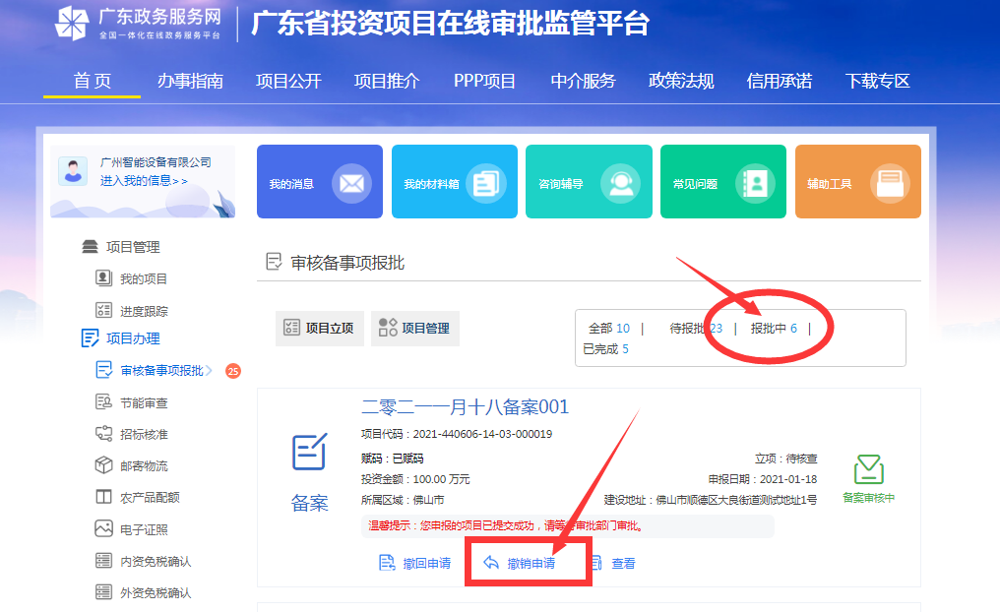 广东政务服务网
全国一体化在线政务服务平台
广东省投资项目在线审批监管平台
首页 办事指南 项目公开 项目推介 PPP项目 中介服务 政策法规 信用承诺 下载专区
广州智能设备有限公司
进入我的信息>>
我的消息 我的材料箱 咨询辅导 常见问题 辅助工具
项目管理
我的项目
进度跟踪
项目办理
审核备事项报批 25
节能审查
招标核准
邮寄物流
农产品配额
电子证照
内资免税确认
外资免税确认
审核备事项报批
项目立项 项目管理
全部 10 | 待报批 23 | 报批中 6 |
已完成 5
二零二一一月十八备案001
项目代码：2021-440606-14-03-000019
赋码：已赋码 立项：待核查
投资金额：100.00 万元 申报日期：2021-01-18
所属区域：佛山市 建设地址：佛山市顺德区大良街道测试地址1号
备案
备案审核中
温馨提示：您申报的项目已提交成功，请等待审批部门审批。
撤回申请 撤销申请 查看